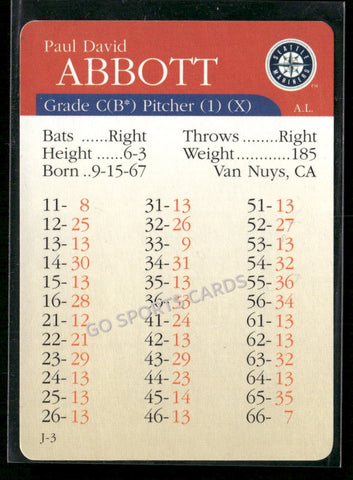 Paul David
ABBOTT
SEATTLE MARINERS
TM
Grade C(B*) Pitcher (1) (X) A.L.
Bats ......Right Throws ........Right
Height ......6-3 Weight............185
Born ..9-15-67 Van Nuys, CA
11- 8 31-13 51-13
12-25 32-26 52-27
13-13 33- 9 53-13
14-30 34-31 54-32
15-13 35-13 55-36
16-28 36-13 56-34
21-12 41-24 61-13
22-21 42-13 62-13
23-29 43-29 63-32
24-13 44-13 64-32
25-13 45-14 65-35
26-13 46-13 66- 7
J-3
GO SPORTS CARDS